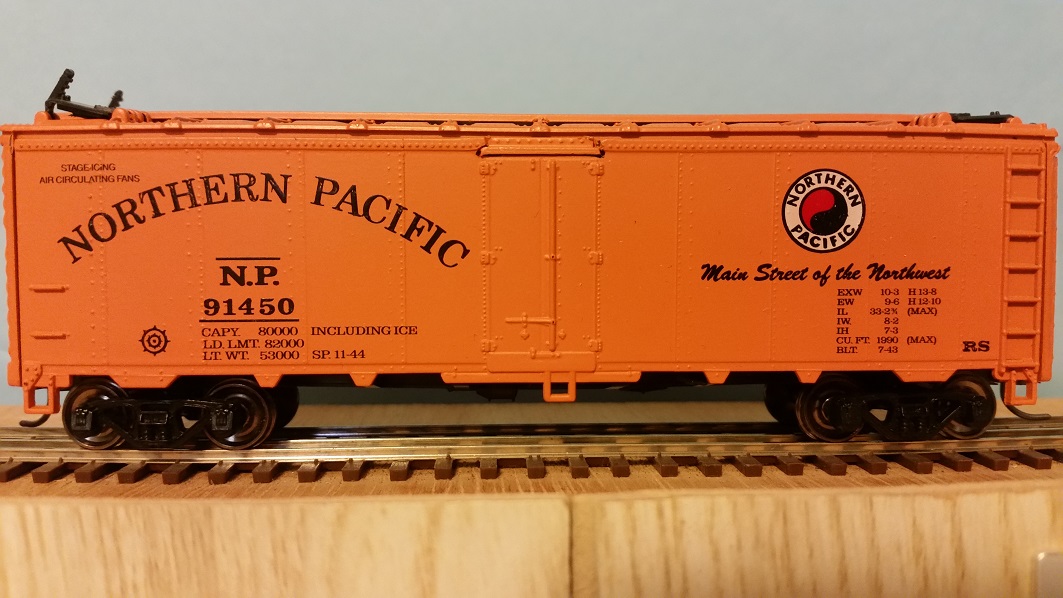 STAGE ICING
AIR CIRCULATING FANS
NORTHERN PACIFIC
N.P.
91450
CAPY. 80000 INCLUDING ICE
LD. LMT. 82000
LT. WT. 53000 SP. 11-44
NORTHERN
PACIFIC
Main Street of the Northwest
EXW 10-3 H 13-8
EW 9-6 H 12-10
IL 33-2¾ (MAX)
IW. 8-2
IH 7-3
CU. FT. 1990 (MAX)
BLT. 7-43
RS